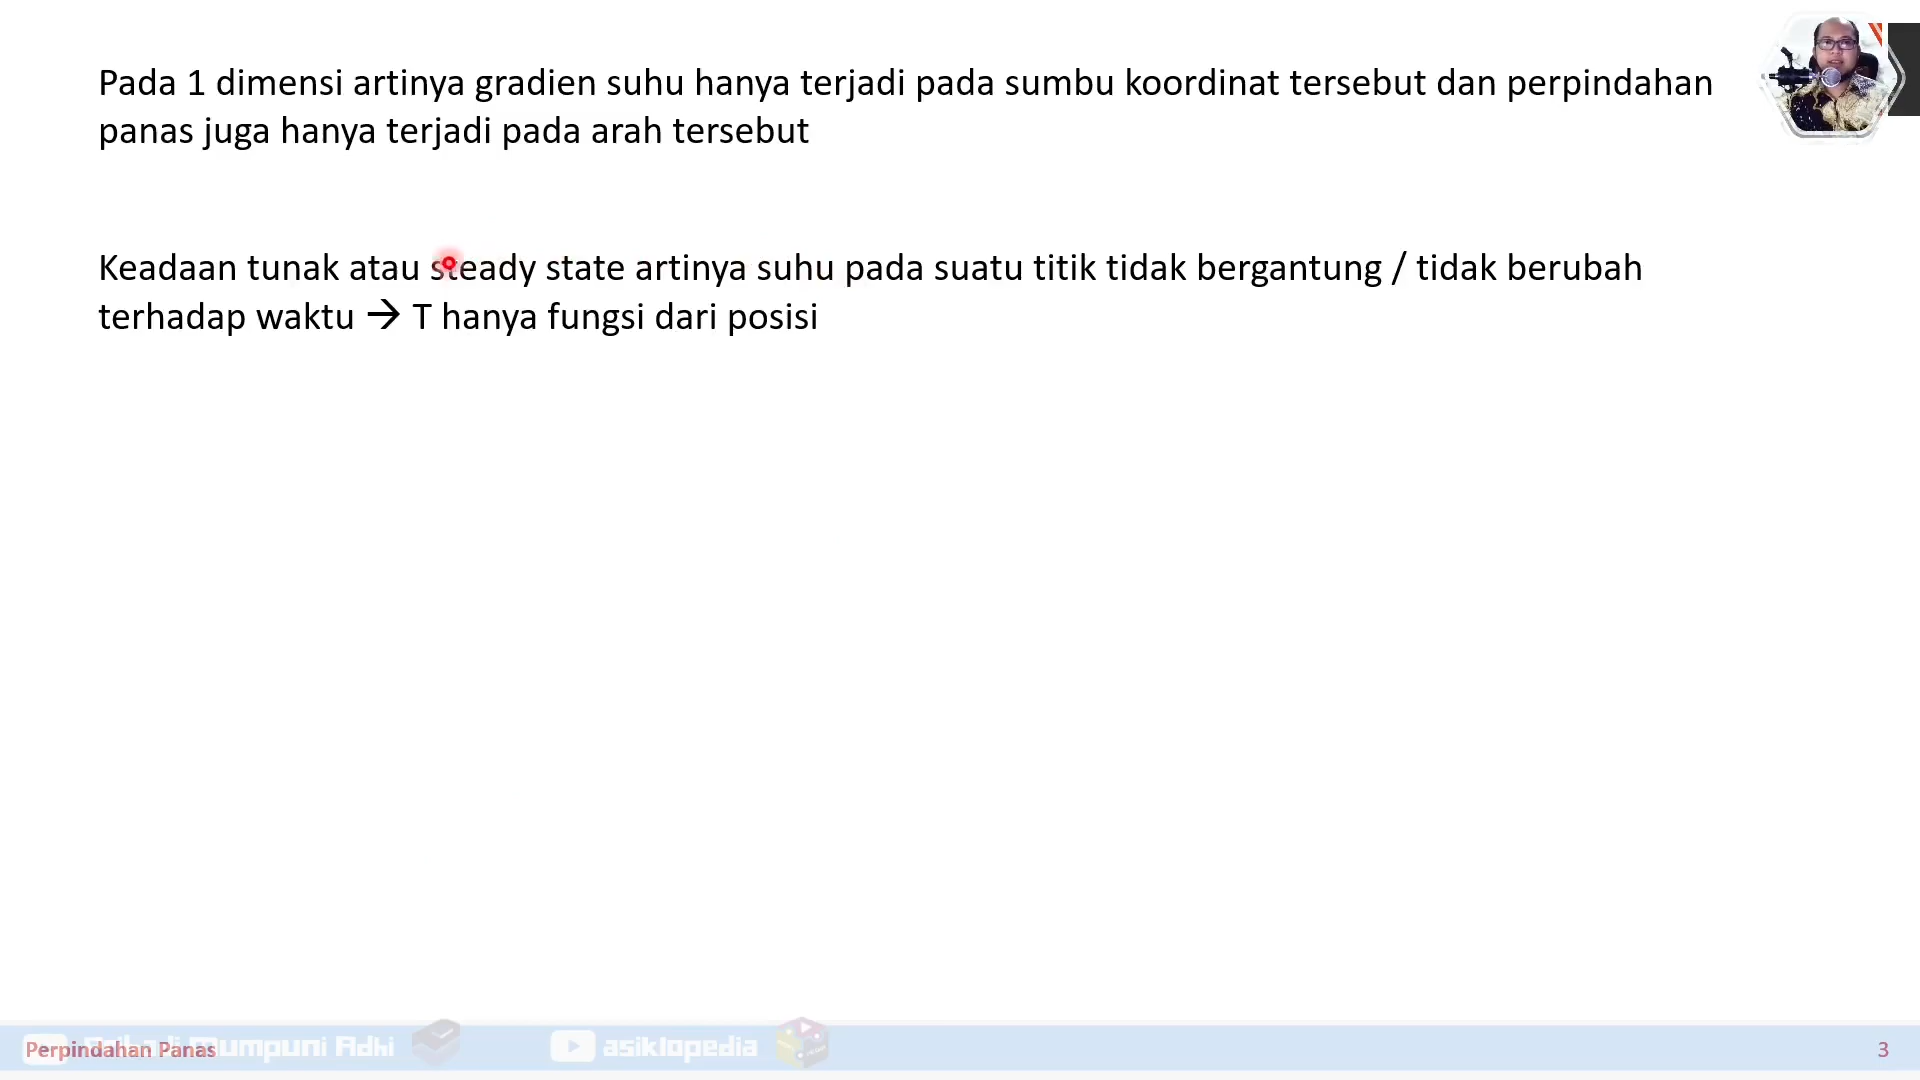 Pada 1 dimensi artinya gradien suhu hanya terjadi pada sumbu koordinat tersebut dan perpindahan
panas juga hanya terjadi pada arah tersebut
Keadaan tunak atau steady state artinya suhu pada suatu titik tidak bergantung / tidak berubah
terhadap waktu → T hanya fungsi dari posisi
Perpindahan Panas
Mumpuni Adhi
asiklopedia
3